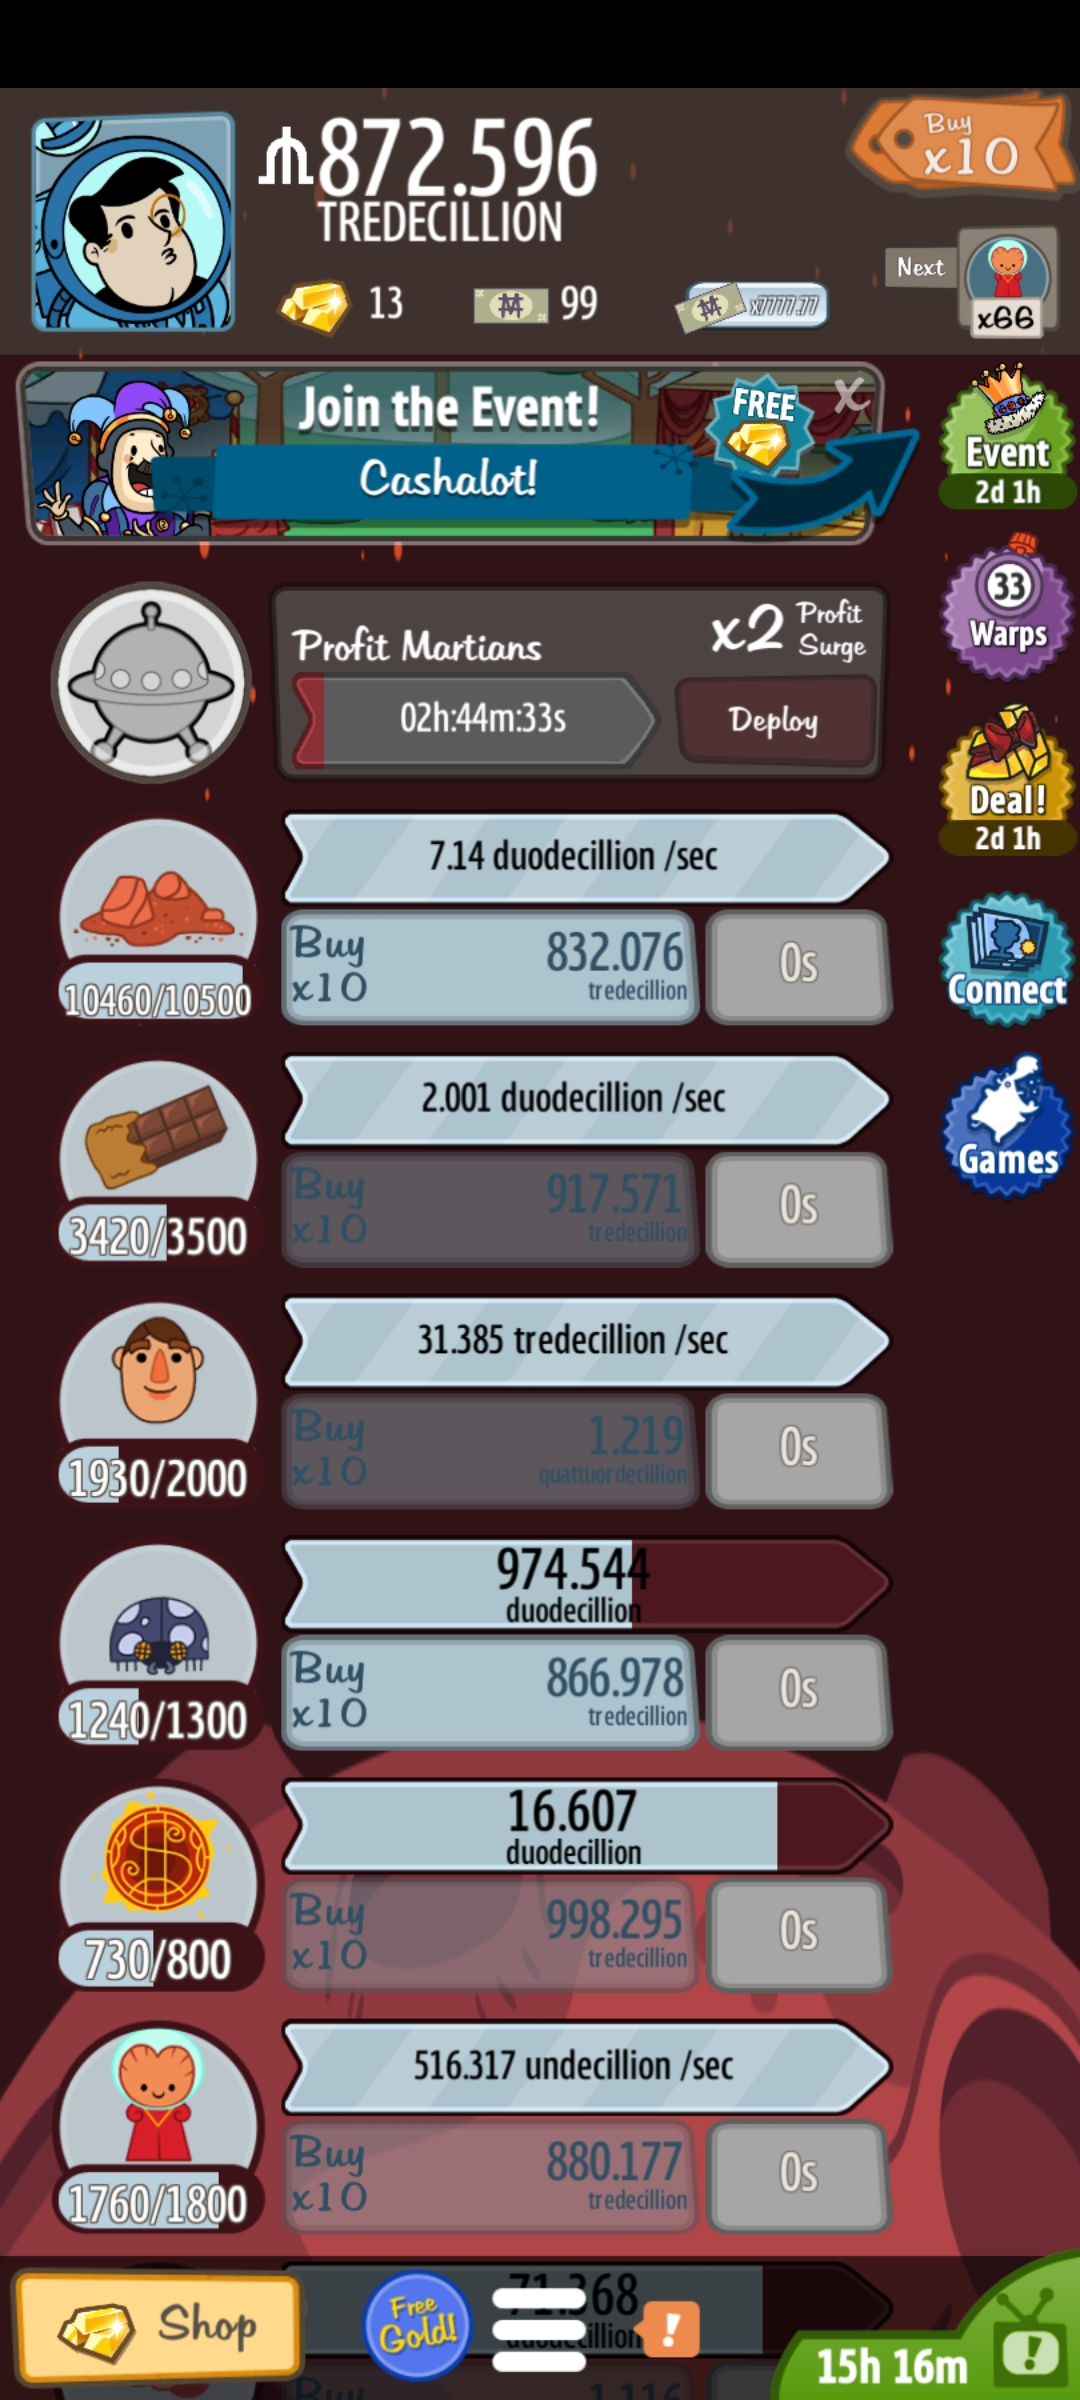 872.596
TREDECILLION
Buy
x10
13
99
x7777.77
Next
x66
Join the Event!
Cashalot!
FREE
X
Event
2d 1h
33
Warps
Profit Martians
x2 Profit
Surge
02h:44m:33s
Deploy
Deal!
2d 1h
7.14 duodecillion /sec
Buy
x10
832.076
tredecillion
0s
10460/10500
Connect
2.001 duodecillion /sec
Buy
x10
917.571
tredecillion
0s
3420/3500
Games
31.385 tredecillion /sec
Buy
x10
1.219
quattuordecillion
0s
1930/2000
974.544
duodecillion
Buy
x10
866.978
tredecillion
0s
1240/1300
16.607
duodecillion
Buy
x10
998.295
tredecillion
0s
730/800
516.317 undecillion /sec
Buy
x10
880.177
tredecillion
0s
1760/1800
Shop
Free
Gold!
!
15h 16m
!
Buy
1.116